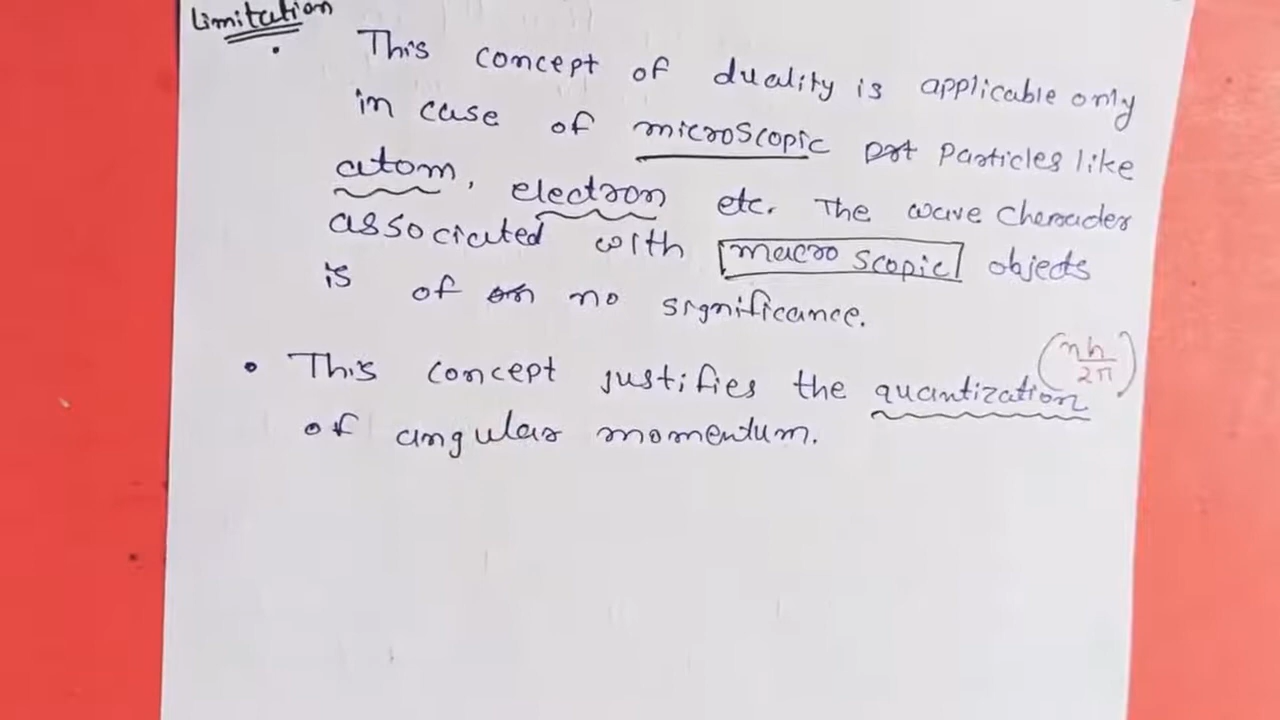 Limitation
This concept of duality is applicable only
in case of microscopic prt particles like
atom, electron etc. The wave character
associated with macroscopic objects
is of no significance.
(nh/2π)
• This concept justifies the quantization
of angular momentum.